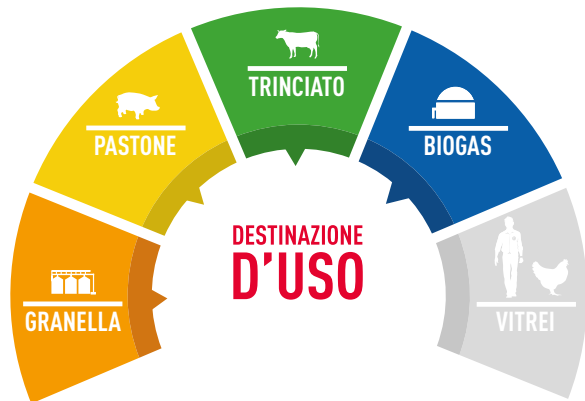 TRINCIATO
PASTONE
BIOGAS
DESTINAZIONE
D'USO
GRANELLA
VITREI